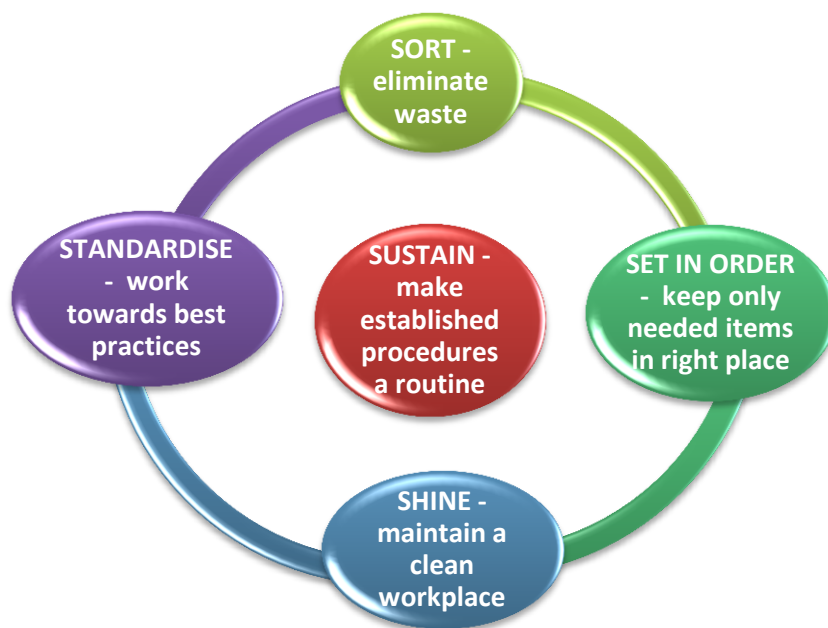 SORT -
eliminate
waste
SET IN ORDER
- keep only
needed items
in right place
SHINE -
maintain a
clean
workplace
STANDARDISE
- work
towards best
practices
SUSTAIN -
make
established
procedures
a routine